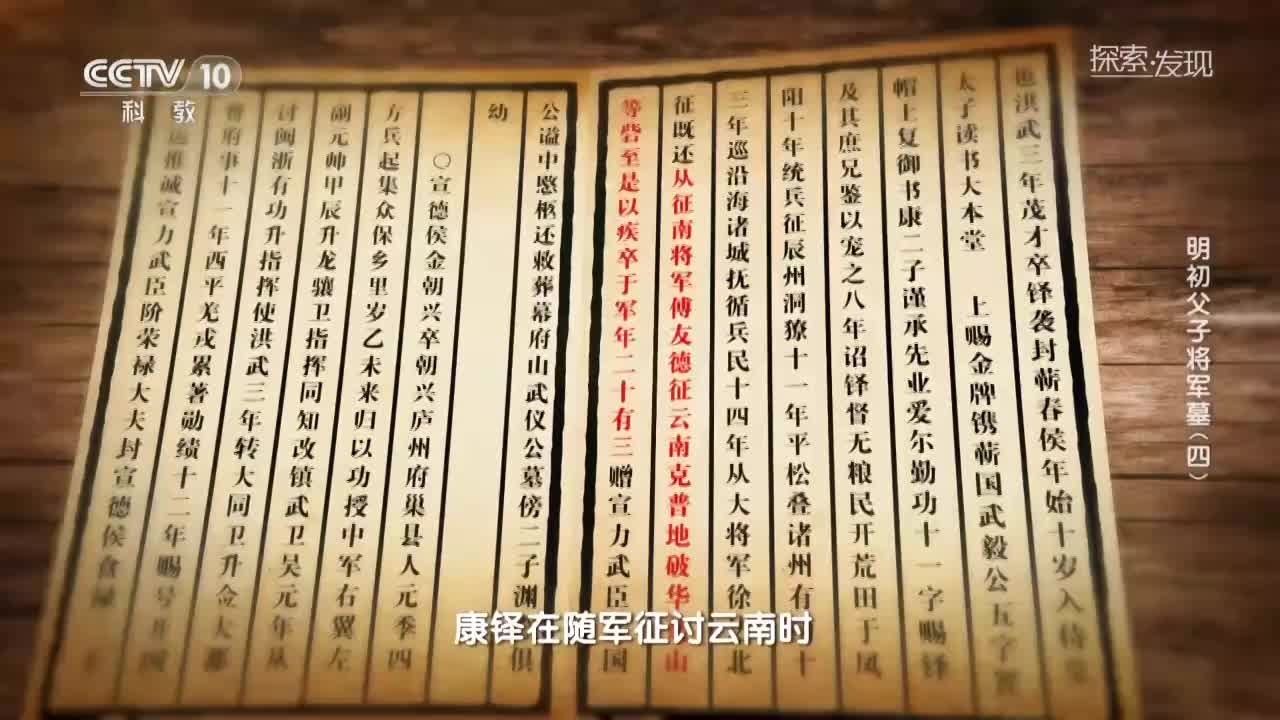 CCTV 10
科教
探索·发现
洪武三年茂才卒铎袭封蕲春侯年始十岁入侍
太子读书大本堂 上赐金牌镌蕲国武毅公五字置
帽上复御书康二子谨承先业爱尔勤功十一字赐铎
及其庶兄鉴以宠之八年诏铎督无粮民开荒田于凤
阳十年统兵征辰州洞獠十一年平松叠诸州有十
三年巡沿海诸城抚循兵民十四年从大将军徐北
征既还从征南将军傅友德征云南克普地破华山
等砦至是以疾卒于军年二十有三赠宣力武臣国
公谥中愍柩还敕葬幕府山武仪公墓傍二子渊俱
幼
○宣德侯金朝兴卒朝兴庐州府巢县人元季四
方兵起集众保乡里岁乙未来归以功授中军右翼左
副元帅甲辰升龙骧卫指挥同知改镇武卫吴元年从
讨闽浙有功升指挥使洪武三年转大同卫升佥大都
督府事十一年西平羌戎累著勋绩十二年赐号开国
运推诚宣力武臣阶荣禄大夫封宣德侯食禄
明初父子将军墓（四）
康铎在随军征讨云南时